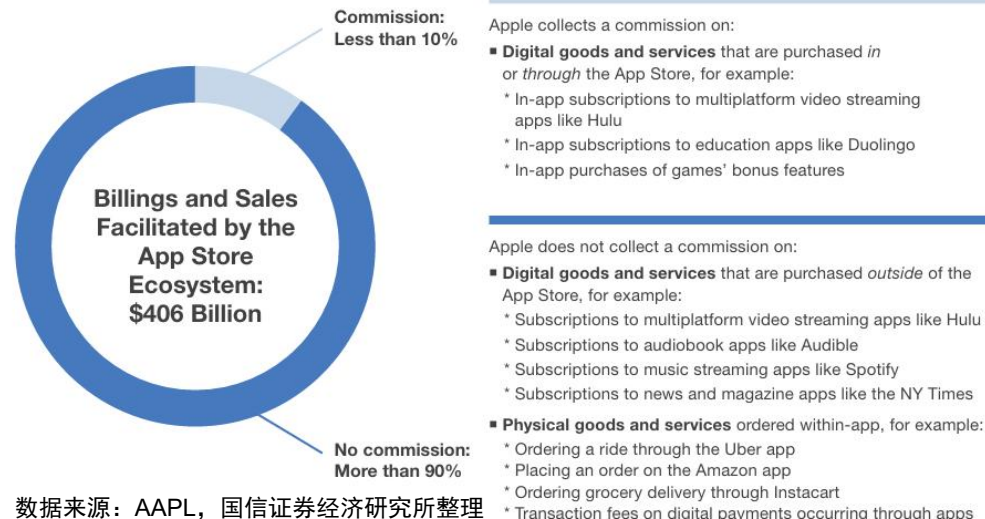 Commission:
Less than 10%
Billings and Sales
Facilitated by the
App Store
Ecosystem:
$406 Billion
No commission:
More than 90%
数据来源：AAPL，国信证券经济研究所整理
Apple collects a commission on:
▪ Digital goods and services that are purchased in
or through the App Store, for example:
* In-app subscriptions to multiplatform video streaming
apps like Hulu
* In-app subscriptions to education apps like Duolingo
* In-app purchases of games’ bonus features
Apple does not collect a commission on:
▪ Digital goods and services that are purchased outside of the
App Store, for example:
* Subscriptions to multiplatform video streaming apps like Hulu
* Subscriptions to audiobook apps like Audible
* Subscriptions to music streaming apps like Spotify
* Subscriptions to news and magazine apps like the NY Times
▪ Physical goods and services ordered within-app, for example:
* Ordering a ride through the Uber app
* Placing an order on the Amazon app
* Ordering grocery delivery through Instacart
* Transaction fees on digital payments occurring through apps